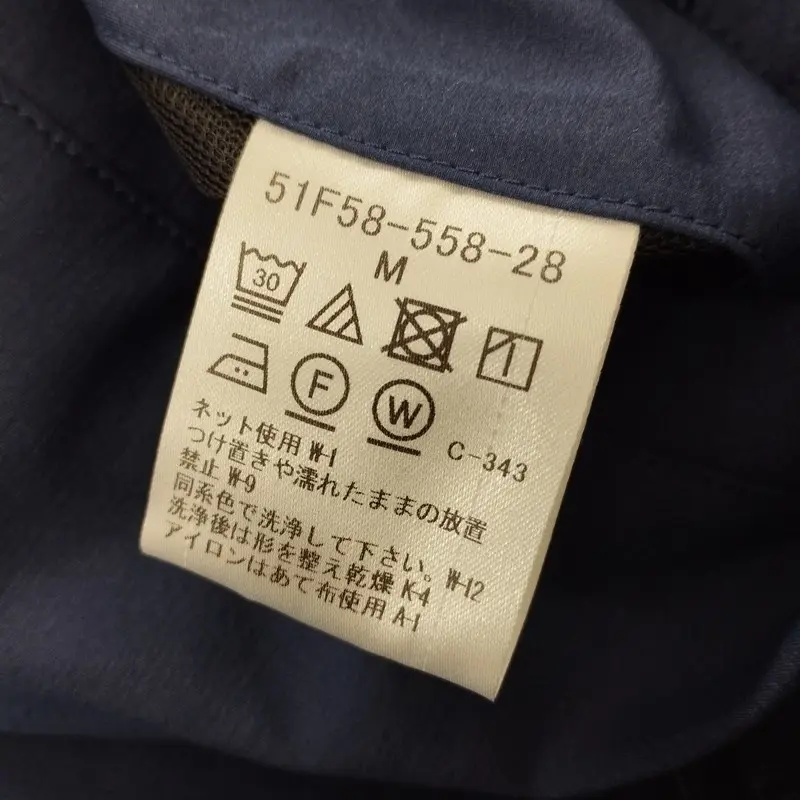 51F58-558-28
M
30
F W C-343
ネット使用 W-1
つけ置きや濡れたままの放置
禁止 W-9
同系色で洗浄して下さい。 W-12
洗浄後は形を整え乾燥 K-4
アイロンはあて布使用 A-1